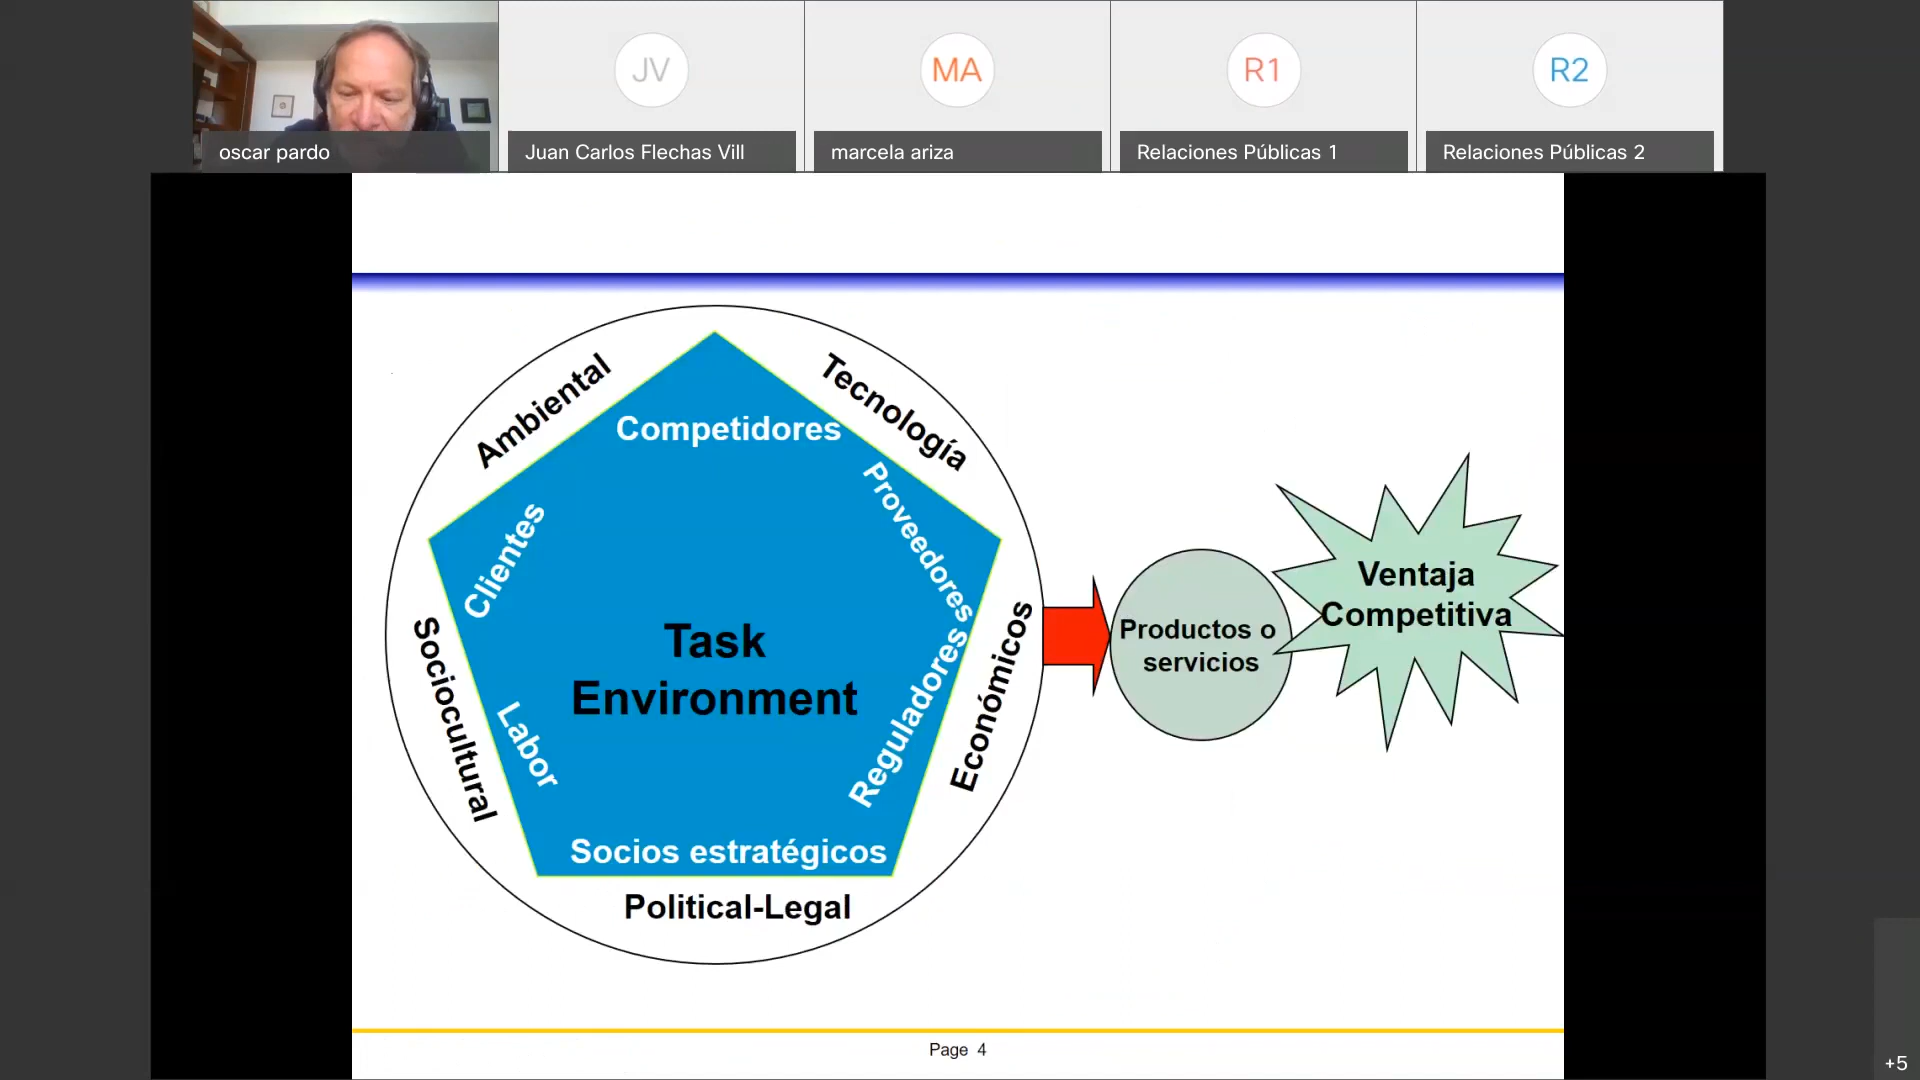 JV
MA
R1
R2
oscar pardo
Juan Carlos Flechas Vill
marcela ariza
Relaciones Públicas 1
Relaciones Públicas 2
Ambiental
Tecnología
Competidores
Proveedores
Clientes
Task
Environment
Sociocultural
Labor
Reguladores
Económicos
Socios estratégicos
Political-Legal
Productos o
servicios
Ventaja
Competitiva
Page 4
+5